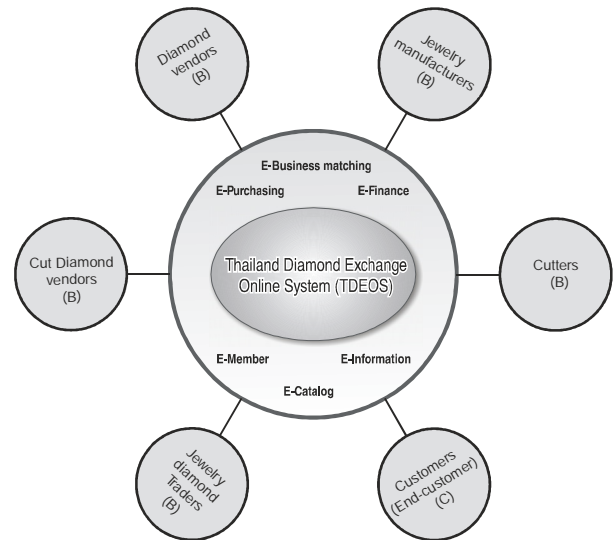 Diamond
vendors
(B)
Jewelry
manufacturers
(B)
E-Business matching
E-Purchasing
E-Finance
Cut Diamond
vendors
(B)
Thailand Diamond Exchange
Online System (TDEOS)
Cutters
(B)
E-Member
E-Information
E-Catalog
Jewelry
diamond
Traders
(B)
Customers
(End-customer)
(C)